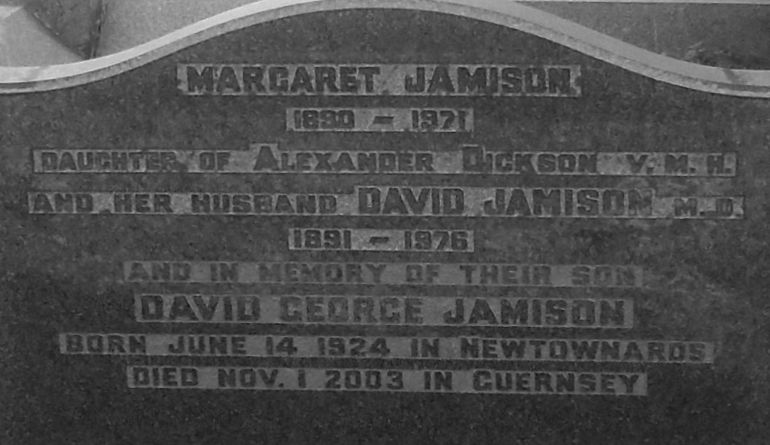 MARGARET JAMISON
1890 – 1971
DAUGHTER OF ALEXANDER DICKSON V. M. H.
AND HER HUSBAND DAVID JAMISON M. D.
1891 – 1976
AND IN MEMORY OF THEIR SON
DAVID GEORGE JAMISON
BORN JUNE 14 1924 IN NEWTOWNARDS
DIED NOV. 1 2003 IN GUERNSEY